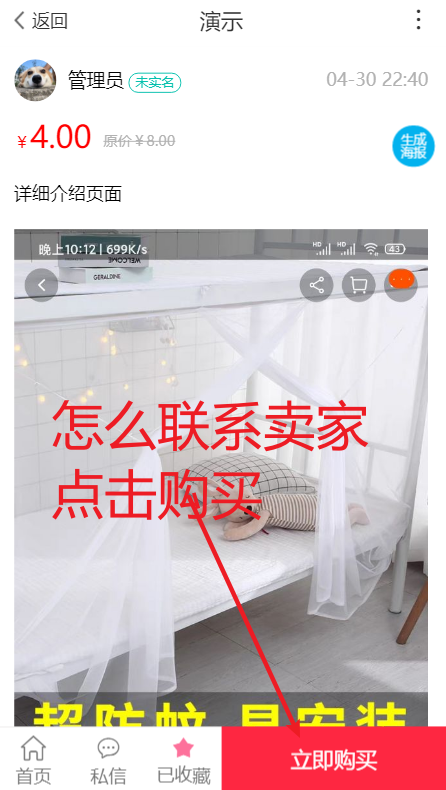 返回
演示
管理员 未实名
04-30 22:40
¥4.00 原价¥8.00
生成
海报
详细介绍页面
晚上10:12 | 699K/s
HD HD 43
WELCOME
GERALDINE
怎么联系卖家
点击购买
超防蚊 易安装
首页
私信
已收藏
立即购买